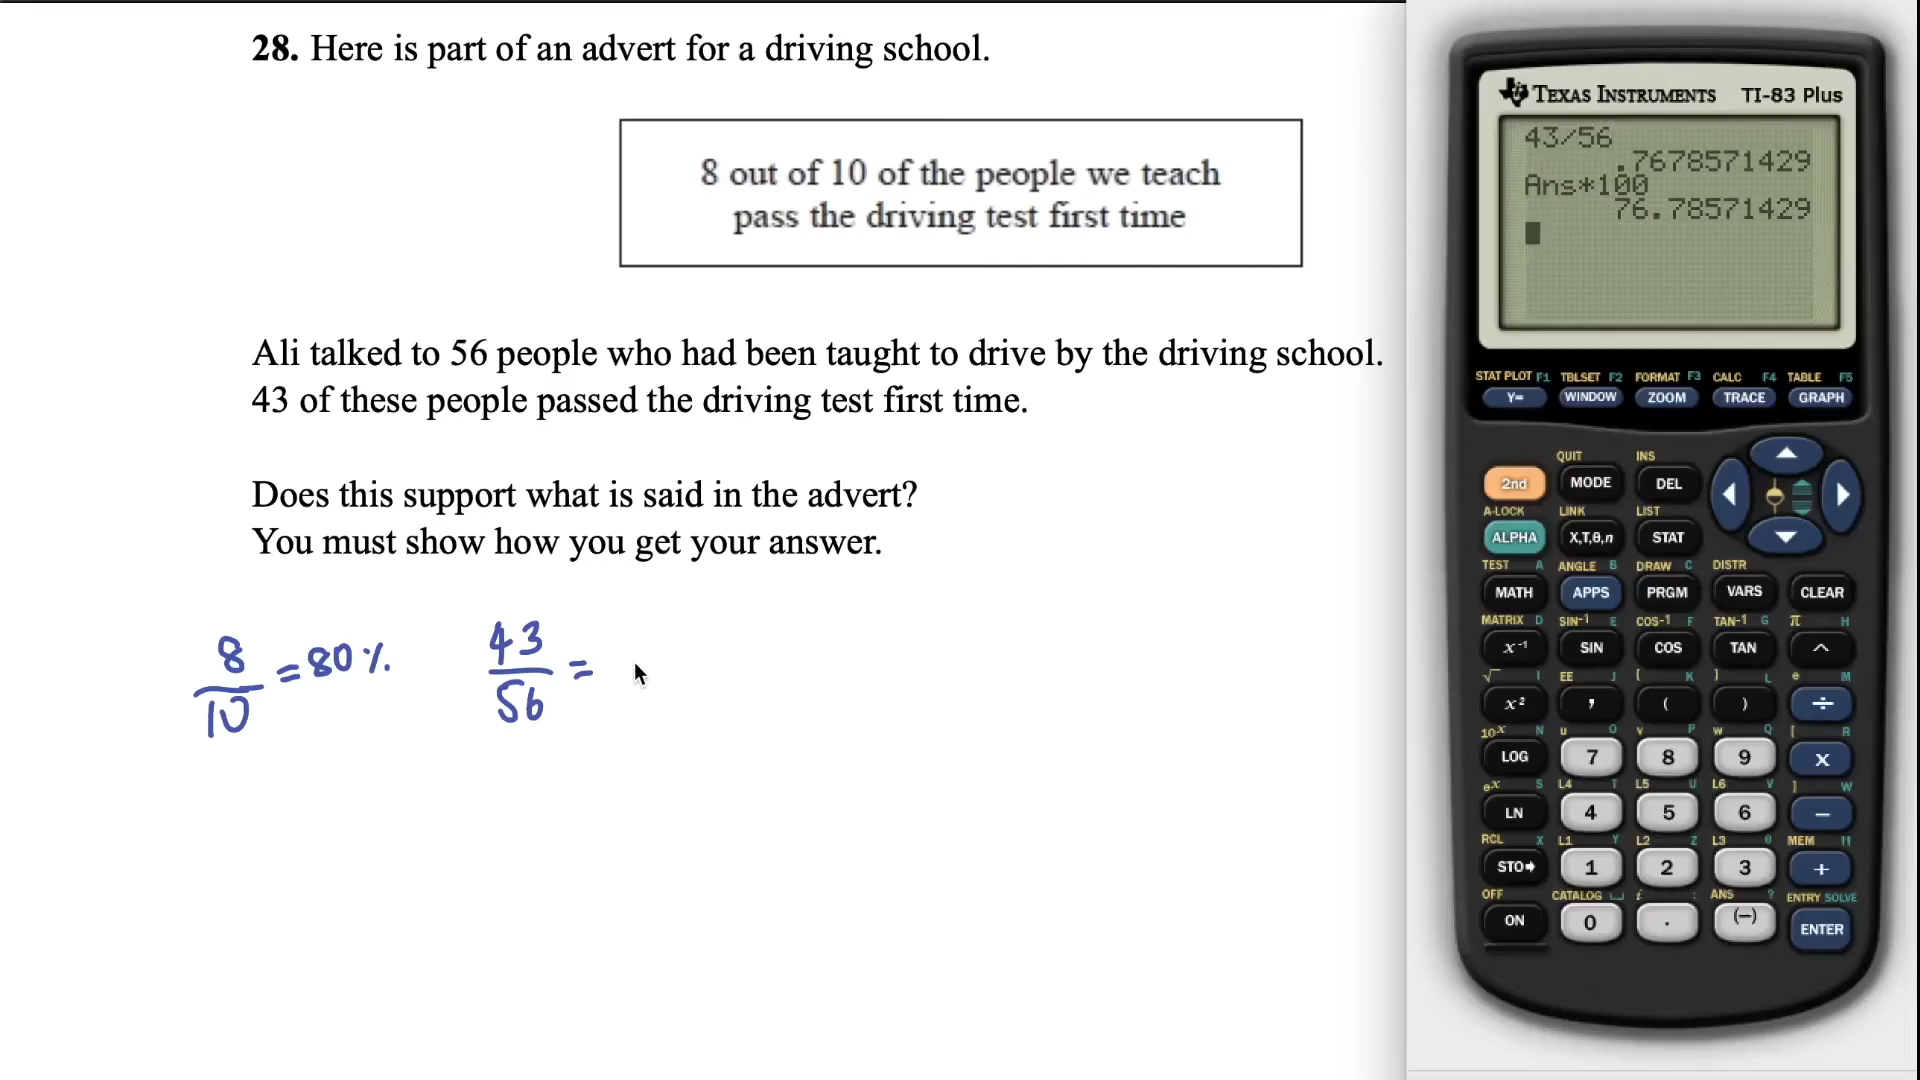 28. Here is part of an advert for a driving school.
8 out of 10 of the people we teach
pass the driving test first time
Ali talked to 56 people who had been taught to drive by the driving school.
43 of these people passed the driving test first time.
Does this support what is said in the advert?
You must show how you get your answer.
8/10 = 80%
43/56 =
TEXAS INSTRUMENTS TI-83 Plus
43/56
.7678571429
Ans*100
76.78571429
STAT PLOT F1 TBLSET F2 FORMAT F3 CALC F4 TABLE F5
Y= WINDOW ZOOM TRACE GRAPH
QUIT INS
2nd MODE DEL
A-LOCK LINK LIST
ALPHA X,T,θ,n STAT
TEST A ANGLE B DRAW C DISTR
MATH APPS PRGM VARS CLEAR
MATRIX D SIN⁻¹ E COS⁻¹ F TAN⁻¹ G π H
x⁻¹ SIN COS TAN ^
√ I EE J { K } L e M
x² , ( ) ÷
10ˣ N u O v P w Q [ R
LOG 7 8 9 x
eˣ S L4 T L5 U L6 V ] W
LN 4 5 6 −
RCL X L1 Y L2 Z L3 θ MEM "
STO➧ 1 2 3 +
OFF CATALOG : ANS ? ENTRY SOLVE
ON 0 . (−) ENTER